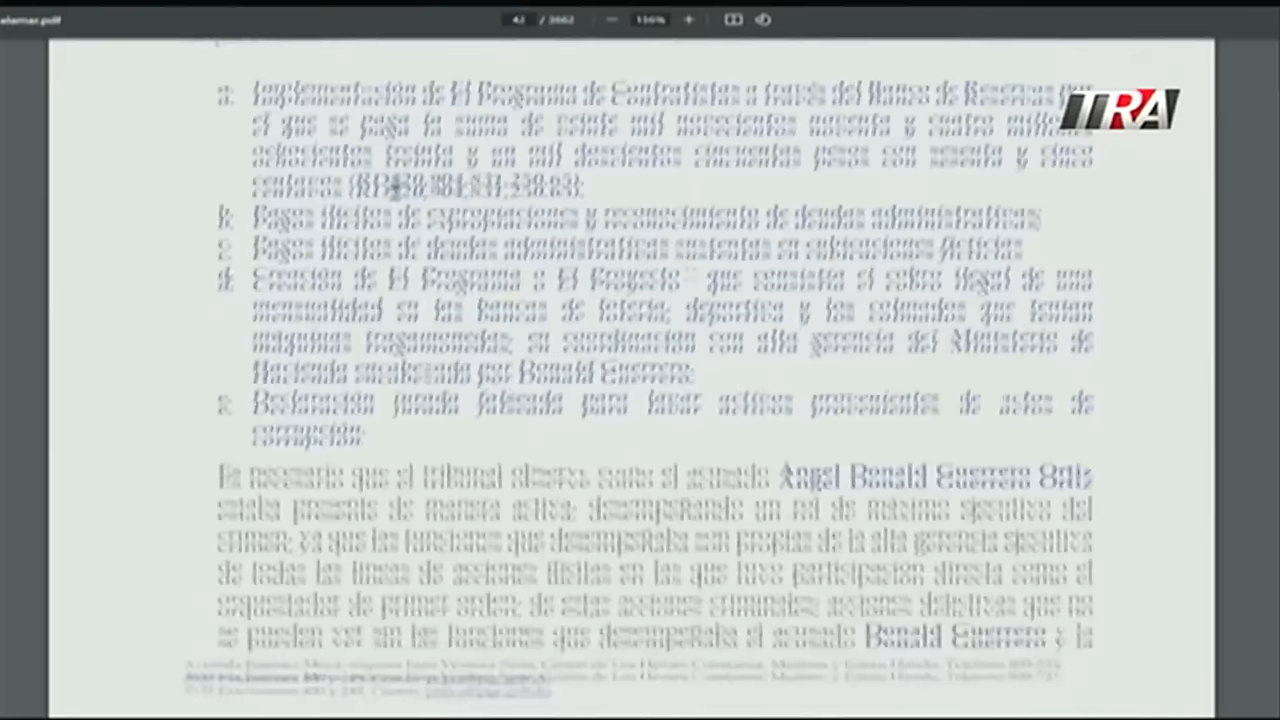 alamar.pdf
42 / 3662
136%
TRA
a. Implementación de El Programa de Contratistas a través del Banco de Reservas por
el que se pagó la suma de veinte mil novecientos noventa y cuatro millones
ochocientos treinta y un mil doscientos cincuentas pesos con sesenta y cinco
centavos
b. Pagos ilícitos de expropiaciones y reconocimiento de deudas administrativas;
c. Pagos ilícitos de deudas administrativas sustentas en cubicaciones ficticias
d. Creación de El Programa o El Proyecto que consistía el cobro ilegal de una
mensualidad en las bancas de lotería, deportiva y los colmados que tenían
máquinas tragamonedas, en coordinación con alta gerencia del Ministerio de
Hacienda encabezada por Donald Guerrero;
e. Declaración jurada falseada para lavar activos provenientes de actos de
corrupción
Es necesario que el tribunal observe como el acusado Ángel Donald Guerrero Ortiz
estaba presente de manera activa, desempeñando un rol de máximo ejecutivo del
crimen; ya que las funciones que desempeñaba son propias de la alta gerencia ejecutiva
de todas las líneas de acciones ilícitas en las que tuvo participación directa como el
orquestador de primer orden; de estas acciones criminales; acciones delictivas que no
se pueden ver sin las funciones que desempeñaba el acusado Donald Guerrero y la